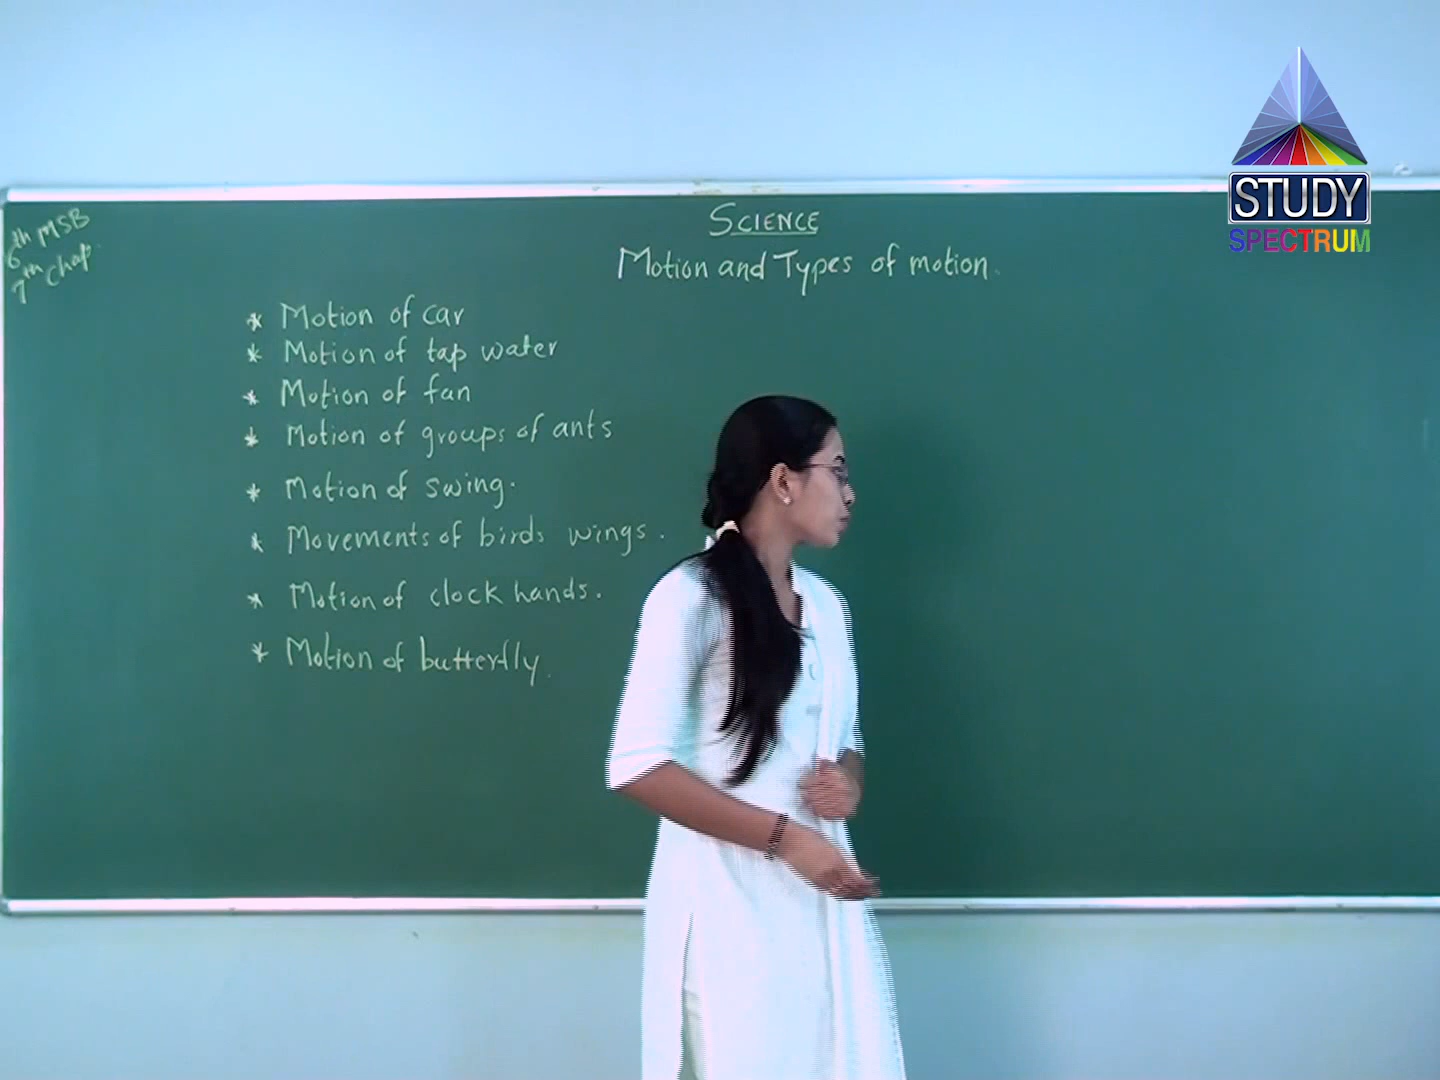 6th MSB
7th Chap.
SCIENCE
Motion and Types of motion.
* Motion of car
* Motion of tap water
* Motion of fan
* Motion of groups of ants
* Motion of swing.
* Movements of birds wings.
* Motion of clock hands.
* Motion of butterfly.
STUDY
SPECTRUM